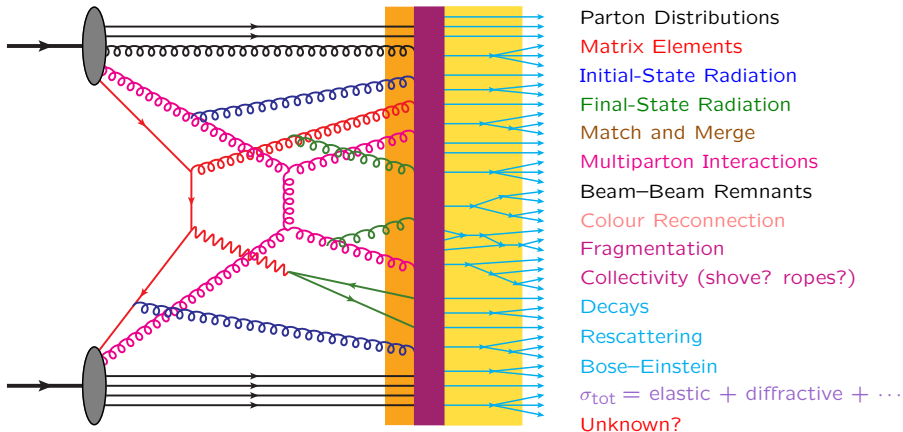 Parton Distributions
Matrix Elements
Initial-State Radiation
Final-State Radiation
Match and Merge
Multiparton Interactions
Beam–Beam Remnants
Colour Reconnection
Fragmentation
Collectivity (shove? ropes?)
Decays
Rescattering
Bose–Einstein
σtot = elastic + diffractive + ⋯
Unknown?